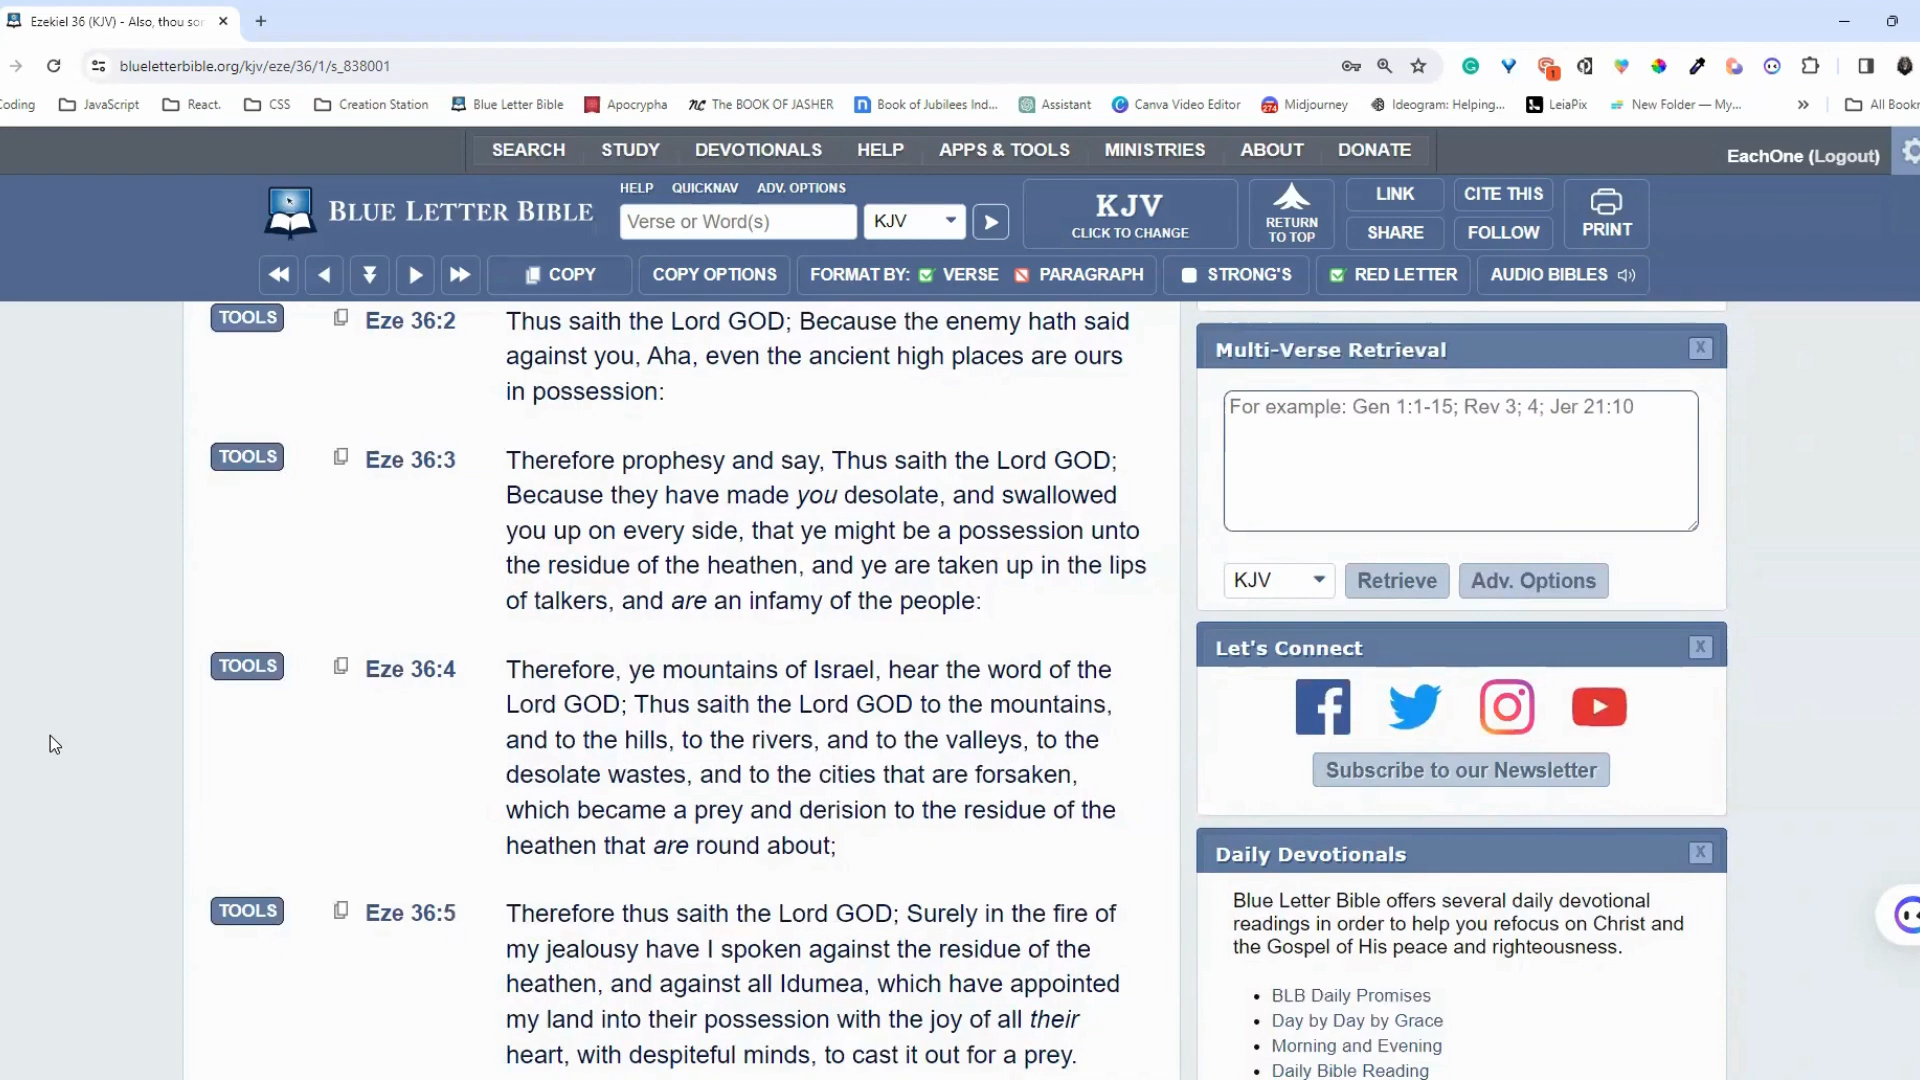 Ezekiel 36 (KJV) - Also, thou sor
blueletterbible.org/kjv/eze/36/1/s_838001
1
Coding JavaScript React. CSS Creation Station Blue Letter Bible Apocrypha The BOOK OF JASHER Book of Jubilees Ind... Assistant Canva Video Editor Midjourney Ideogram: Helping... LeiaPix New Folder — My... » All Bookr
SEARCH STUDY DEVOTIONALS HELP APPS & TOOLS MINISTRIES ABOUT DONATE
EachOne (Logout)
BLUE LETTER BIBLE
HELP QUICKNAV ADV. OPTIONS
Verse or Word(s) KJV
KJV
CLICK TO CHANGE
RETURN
TO TOP
LINK CITE THIS
SHARE FOLLOW
PRINT
COPY COPY OPTIONS FORMAT BY: VERSE PARAGRAPH STRONG'S RED LETTER AUDIO BIBLES
TOOLS Eze 36:2 Thus saith the Lord GOD; Because the enemy hath said
against you, Aha, even the ancient high places are ours
in possession:
TOOLS Eze 36:3 Therefore prophesy and say, Thus saith the Lord GOD;
Because they have made you desolate, and swallowed
you up on every side, that ye might be a possession unto
the residue of the heathen, and ye are taken up in the lips
of talkers, and are an infamy of the people:
TOOLS Eze 36:4 Therefore, ye mountains of Israel, hear the word of the
Lord GOD; Thus saith the Lord GOD to the mountains,
and to the hills, to the rivers, and to the valleys, to the
desolate wastes, and to the cities that are forsaken,
which became a prey and derision to the residue of the
heathen that are round about;
TOOLS Eze 36:5 Therefore thus saith the Lord GOD; Surely in the fire of
my jealousy have I spoken against the residue of the
heathen, and against all Idumea, which have appointed
my land into their possession with the joy of all their
heart, with despiteful minds, to cast it out for a prey.
Multi-Verse Retrieval X
For example: Gen 1:1-15; Rev 3; 4; Jer 21:10
KJV Retrieve Adv. Options
Let's Connect X
Subscribe to our Newsletter
Daily Devotionals X
Blue Letter Bible offers several daily devotional
readings in order to help you refocus on Christ and
the Gospel of His peace and righteousness.
• BLB Daily Promises
• Day by Day by Grace
• Morning and Evening
• Daily Bible Reading